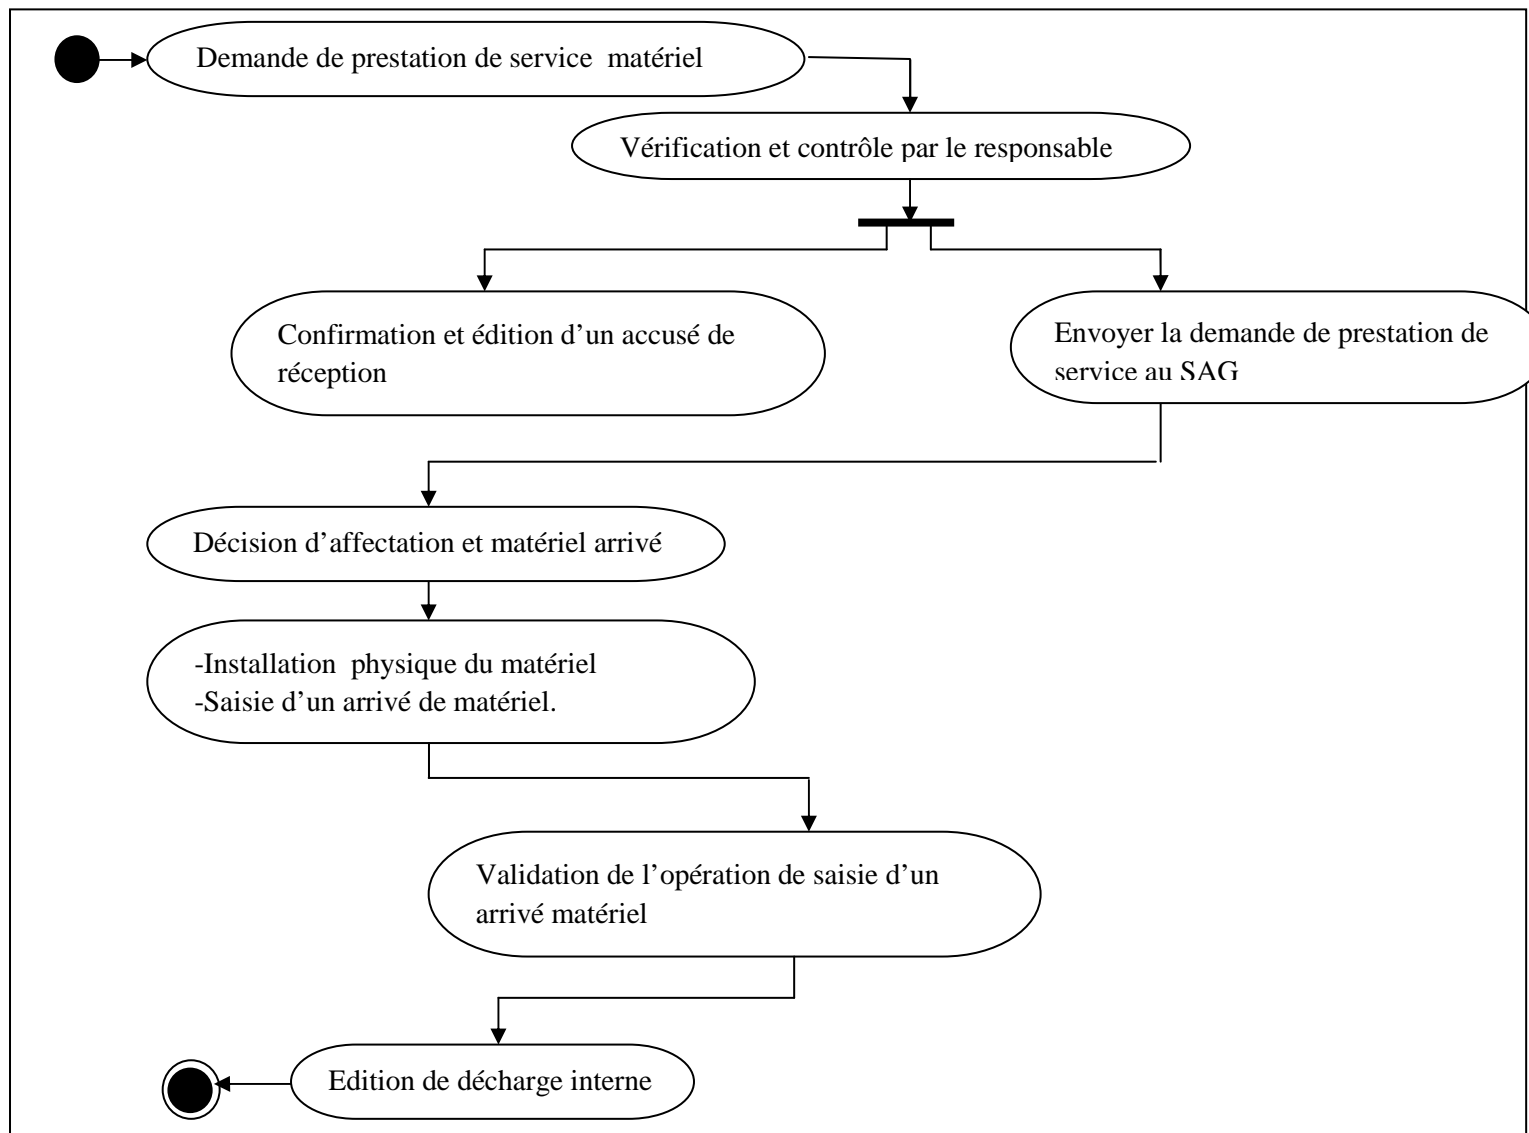 Demande de prestation de service  matériel
Vérification et contrôle par le responsable
Confirmation et édition d’un accusé de
réception
Envoyer la demande de prestation de
service au SAG
Décision d’affectation et matériel arrivé
-Installation  physique du matériel
-Saisie d’un arrivé de matériel.
Validation de l’opération de saisie d’un
arrivé matériel
Edition de décharge interne